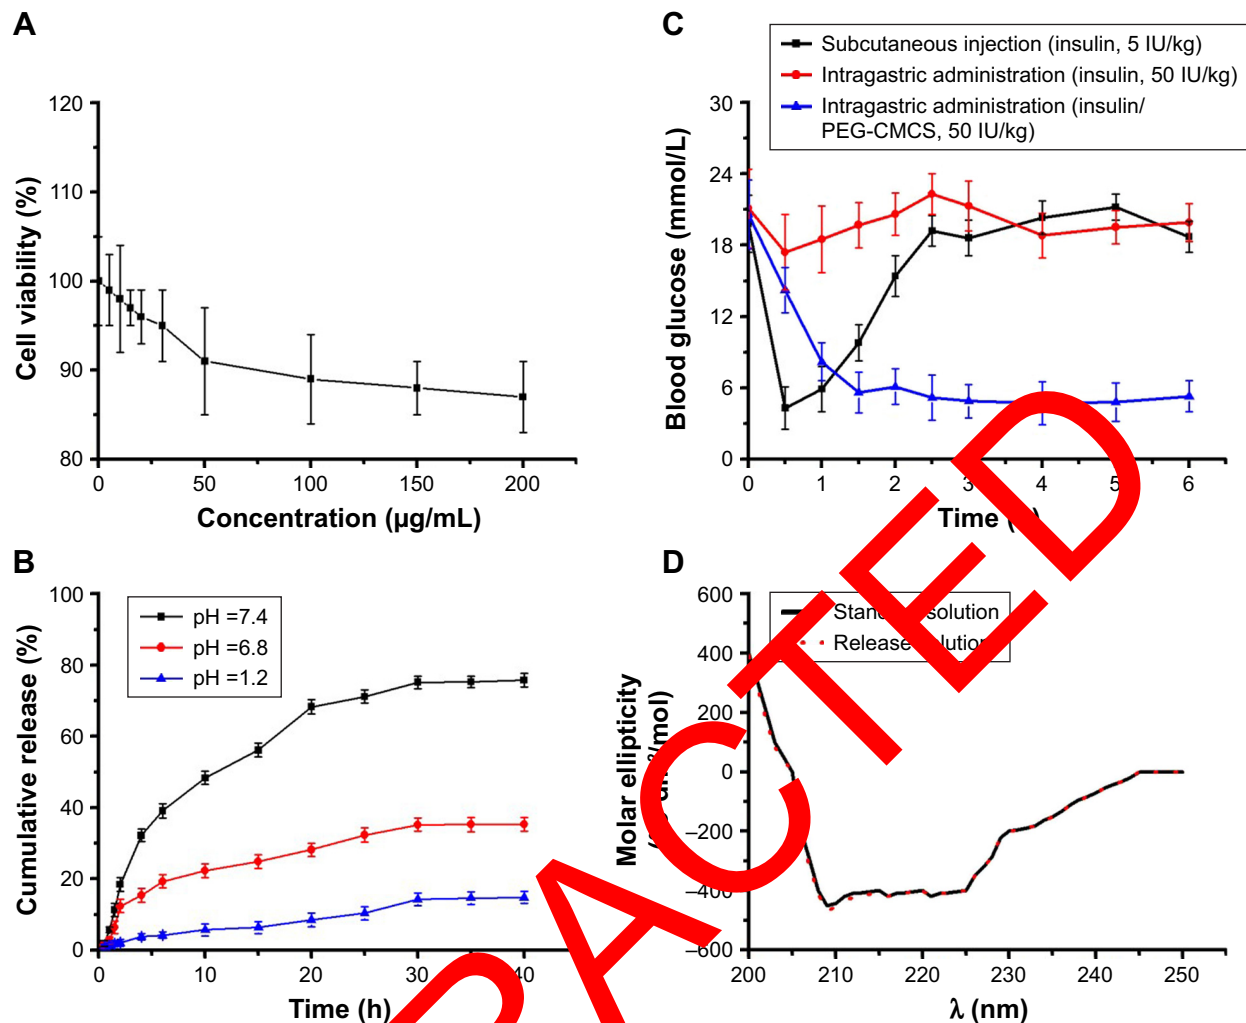 A
Cell viability (%)
120
110
100
90
80
0 50 100 150 200
Concentration (µg/mL)
C
Subcutaneous injection (insulin, 5 IU/kg)
Intragastric administration (insulin, 50 IU/kg)
Intragastric administration (insulin/
PEG-CMCS, 50 IU/kg)
Blood glucose (mmol/L)
30
24
18
12
6
0
0 1 2 3 4 5 6
Time
B
Cumulative release (%)
100
80
60
40
20
0
pH =7.4
pH =6.8
pH =1.2
0 10 20 30 40
Time (h)
D
Molar ellipticity
/mol)
600
400
200
0
–200
–400
–600
solution
Release
200 210 220 230 240 250
λ (nm)
RACTED